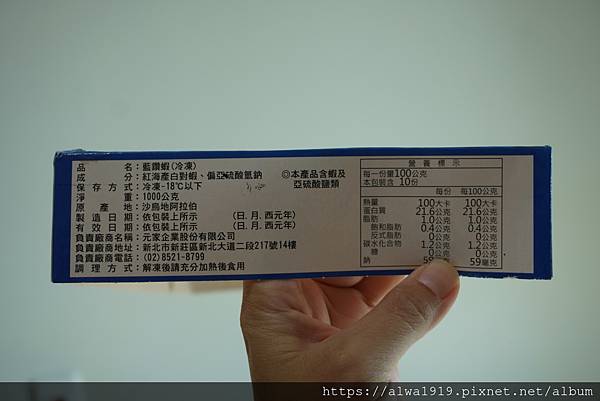 品名:藍鑽蝦(冷凍)
成分:紅海產白對蝦、偏亞硫酸氫鈉
◎本產品含蝦及亞硫酸鹽類
保存方式:冷凍-18℃以下
淨重:1000公克
原產地:沙烏地阿拉伯
製造日期:依包裝上所示 (日.月.西元年)
有效日期:依包裝上所示 (日.月.西元年)
負責廠商名稱:元家企業股份有限公司
負責廠商地址:新北市新莊區新北大道二段217號14樓
負責廠商電話:(02)8521-8799
調理方式:解凍後請充分加熱後食用
營養標示
每一份量100公克
本包裝含 10份
每份 每100公克
熱量 100大卡 100大卡
蛋白質 21.6公克 21.6公克
脂肪 1.0公克 1.0公克
飽和脂肪 0.4公克 0.4公克
反式脂肪 0公克 0公克
碳水化合物 1.2公克 1.2公克
糖 0公克 0公克
鈉 59毫克
https://alwa1919.pixnet.net/album